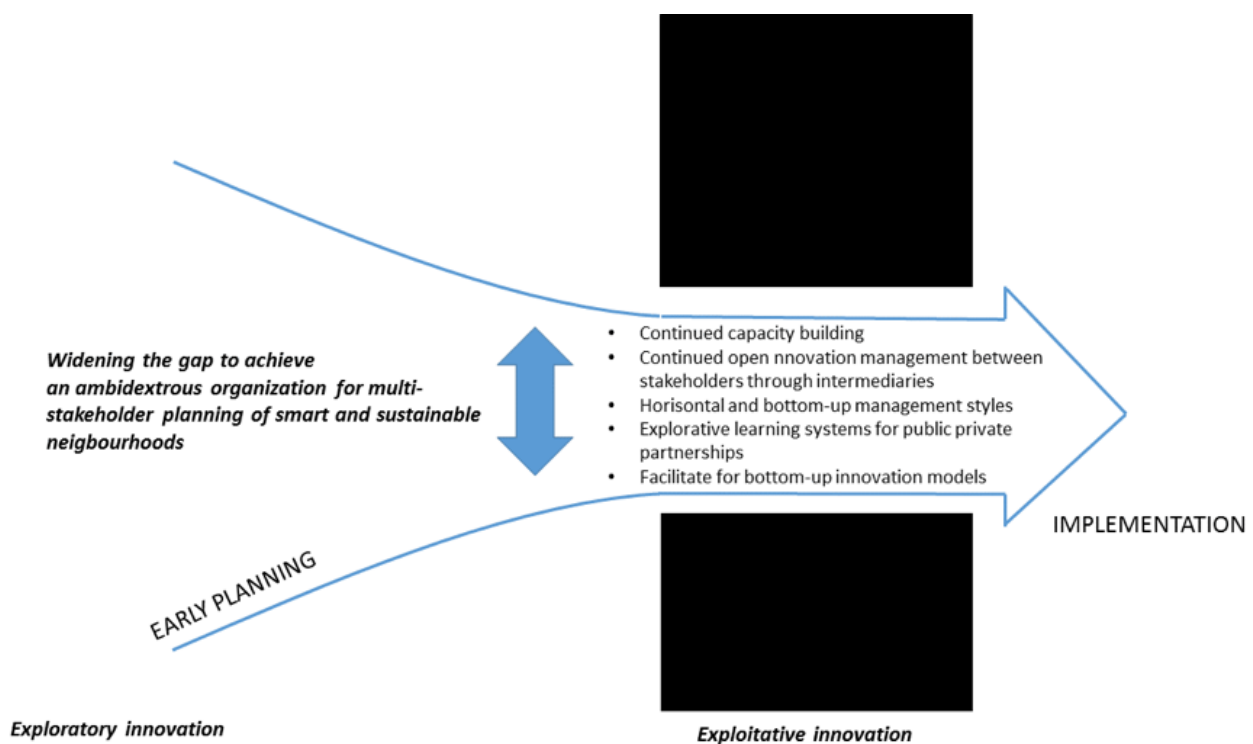 Widening the gap to achieve
an ambidextrous organization for multi-
stakeholder planning of smart and sustainable
neigbourhoods
• Continued capacity building
• Continued open nnovation management between
stakeholders through intermediaries
• Horisontal and bottom-up management styles
• Explorative learning systems for public private
partnerships
• Facilitate for bottom-up innovation models
EARLY PLANNING
IMPLEMENTATION
Exploratory innovation
Exploitative innovation